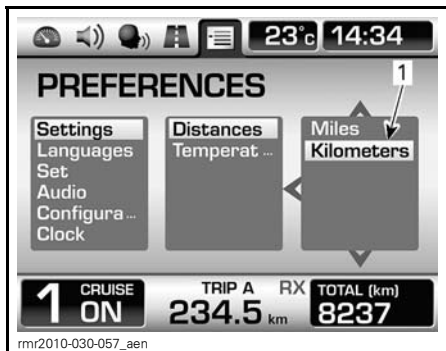 23°c 14:34
PREFERENCES
1
Settings
Languages
Set
Audio
Configura ...
Clock
Distances
Temperat ...
Miles
Kilometers
1 CRUISE ON
TRIP A
234.5 km
RX
TOTAL (km)
8237
rmr2010-030-057_aen